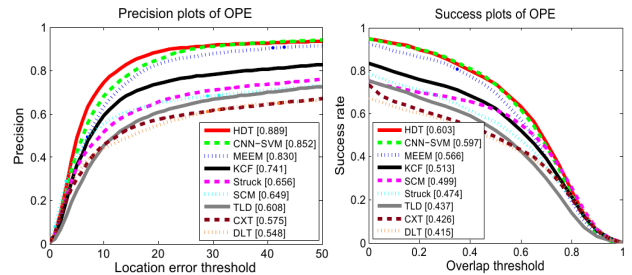 Precision plots of OPE
Precision
1
0.8
0.6
0.4
0.2
0
HDT [0.889]
CNN-SVM [0.852]
MEEM [0.830]
KCF [0.741]
Struck [0.656]
SCM [0.649]
TLD [0.608]
CXT [0.575]
DLT [0.548]
0 10 20 30 40 50
Location error threshold
Success plots of OPE
Success rate
1
0.8
0.6
0.4
0.2
0
HDT [0.603]
CNN-SVM [0.597]
MEEM [0.566]
KCF [0.513]
SCM [0.499]
Struck [0.474]
TLD [0.437]
CXT [0.426]
DLT [0.415]
0 0.2 0.4 0.6 0.8 1
Overlap threshold